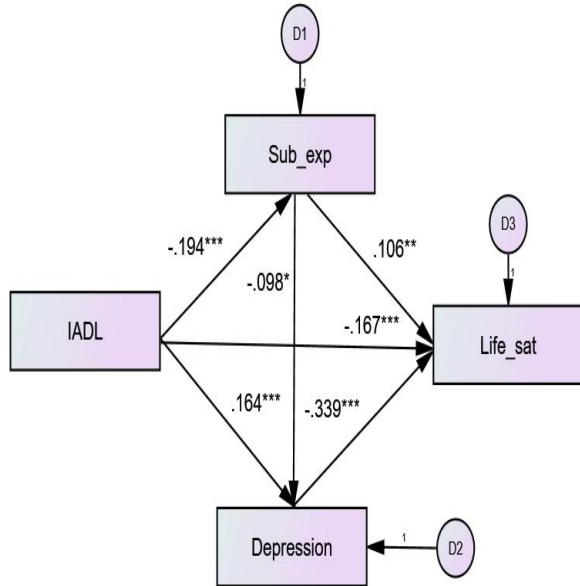 D1
1
Sub_exp
D3
-.194***
.106**
-.098*
1
IADL
-.167***
Life_sat
.164***
-.339***
Depression
1
D2